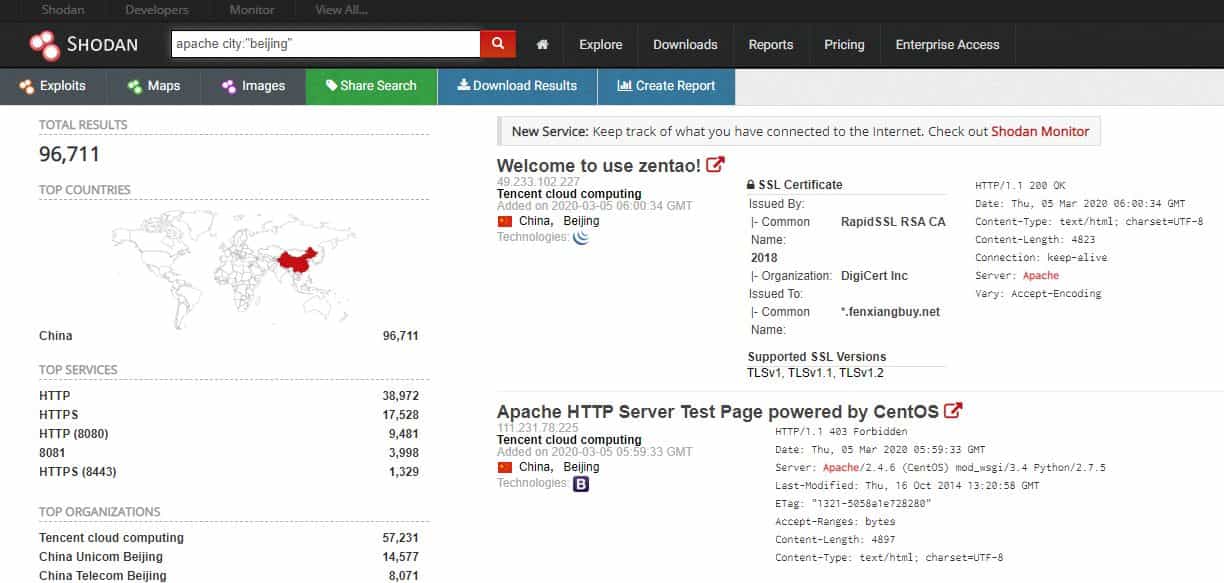 Shodan Developers Monitor View All...
SHODAN apache city:"beijing" Explore Downloads Reports Pricing Enterprise Access
Exploits Maps Images Share Search Download Results Create Report
TOTAL RESULTS
96,711
TOP COUNTRIES
China 96,711
TOP SERVICES
HTTP 38,972
HTTPS 17,528
HTTP (8080) 9,481
8081 3,998
HTTPS (8443) 1,329
TOP ORGANIZATIONS
Tencent cloud computing 57,231
China Unicom Beijing 14,577
China Telecom Beijing 8,071
New Service: Keep track of what you have connected to the Internet. Check out Shodan Monitor
Welcome to use zentao!
49.233.102.227
Tencent cloud computing
Added on 2020-03-05 06:00:34 GMT
China, Beijing
Technologies:
SSL Certificate
Issued By:
|- Common Name: RapidSSL RSA CA 2018
|- Organization: DigiCert Inc
Issued To:
|- Common Name: *.fenxiangbuy.net
Supported SSL Versions
TLSv1, TLSv1.1, TLSv1.2
HTTP/1.1 200 OK
Date: Thu, 05 Mar 2020 06:00:34 GMT
Content-Type: text/html; charset=UTF-8
Content-Length: 4823
Connection: keep-alive
Server: Apache
Vary: Accept-Encoding
Apache HTTP Server Test Page powered by CentOS
111.231.78.225
Tencent cloud computing
Added on 2020-03-05 05:59:33 GMT
China, Beijing
Technologies: B
HTTP/1.1 403 Forbidden
Date: Thu, 05 Mar 2020 05:59:33 GMT
Server: Apache/2.4.6 (CentOS) mod_wsgi/3.4 Python/2.7.5
Last-Modified: Thu, 16 Oct 2014 13:20:58 GMT
ETag: "1321-5058a1e728280"
Accept-Ranges: bytes
Content-Length: 4897
Content-Type: text/html; charset=UTF-8